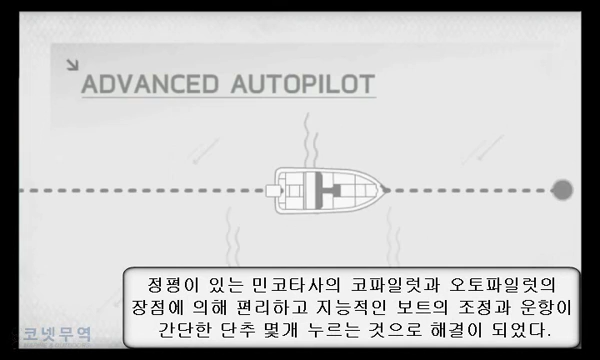 ADVANCED AUTOPILOT
정평이 있는 민코타사의 코파일럿과 오토파일럿의
장점에 의해 편리하고 지능적인 보트의 조정과 운항이
간단한 단추 몇개 누르는 것으로 해결이 되었다.
코넷무역